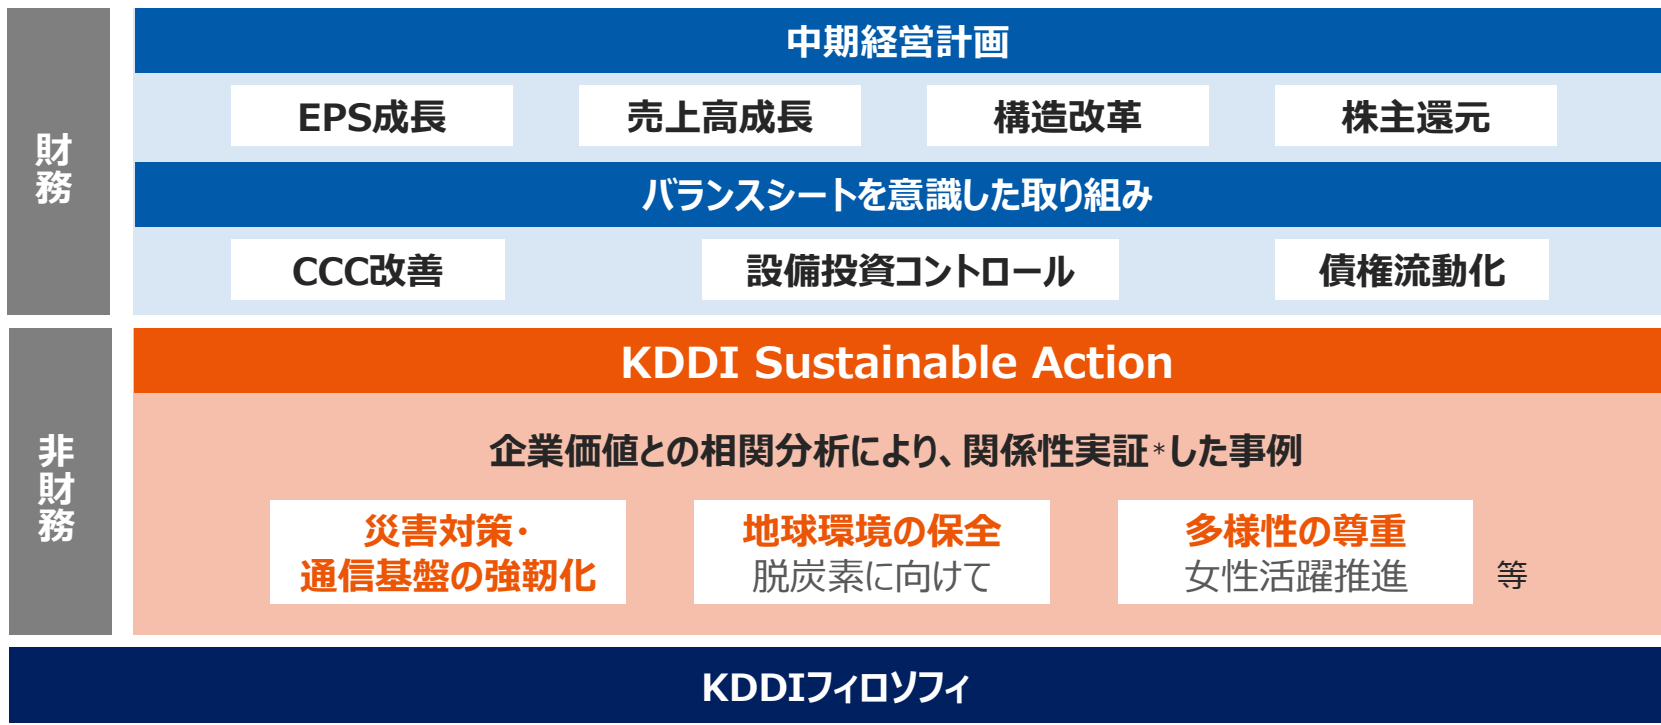 財務
中期経営計画
EPS成長
売上高成長
構造改革
株主還元
バランスシートを意識した取り組み
CCC改善
設備投資コントロール
債権流動化
非財務
KDDI Sustainable Action
企業価値との相関分析により、関係性実証*した事例
災害対策・
通信基盤の強靭化
地球環境の保全
脱炭素に向けて
多様性の尊重
女性活躍推進
等
KDDIフィロソフィ